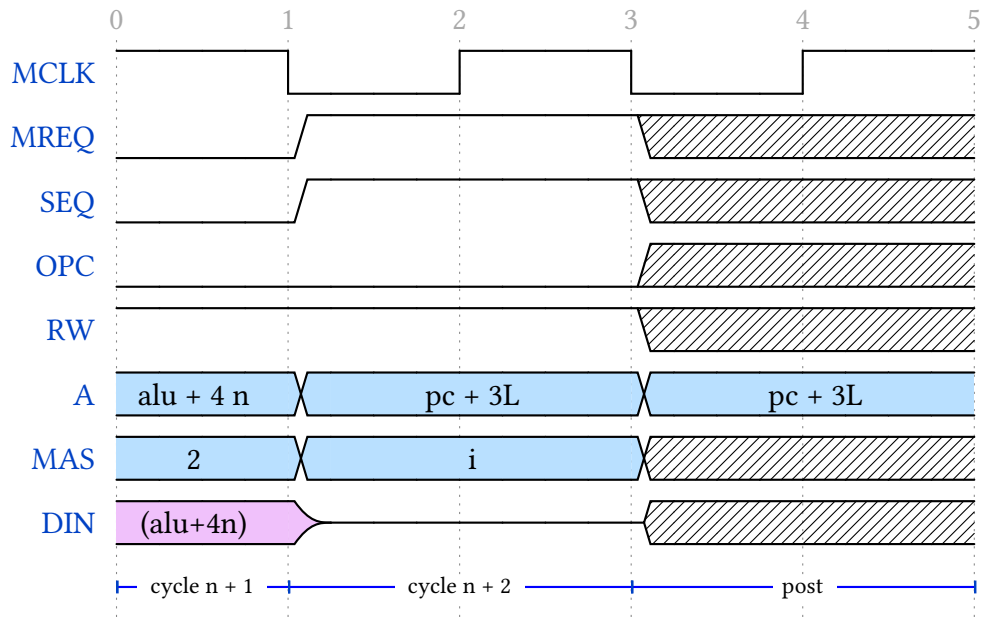 0 1 2 3 4 5
MCLK
MREQ
SEQ
OPC
RW
A alu + 4 n pc + 3L pc + 3L
MAS 2 i
DIN (alu+4n)
cycle n + 1 cycle n + 2 post